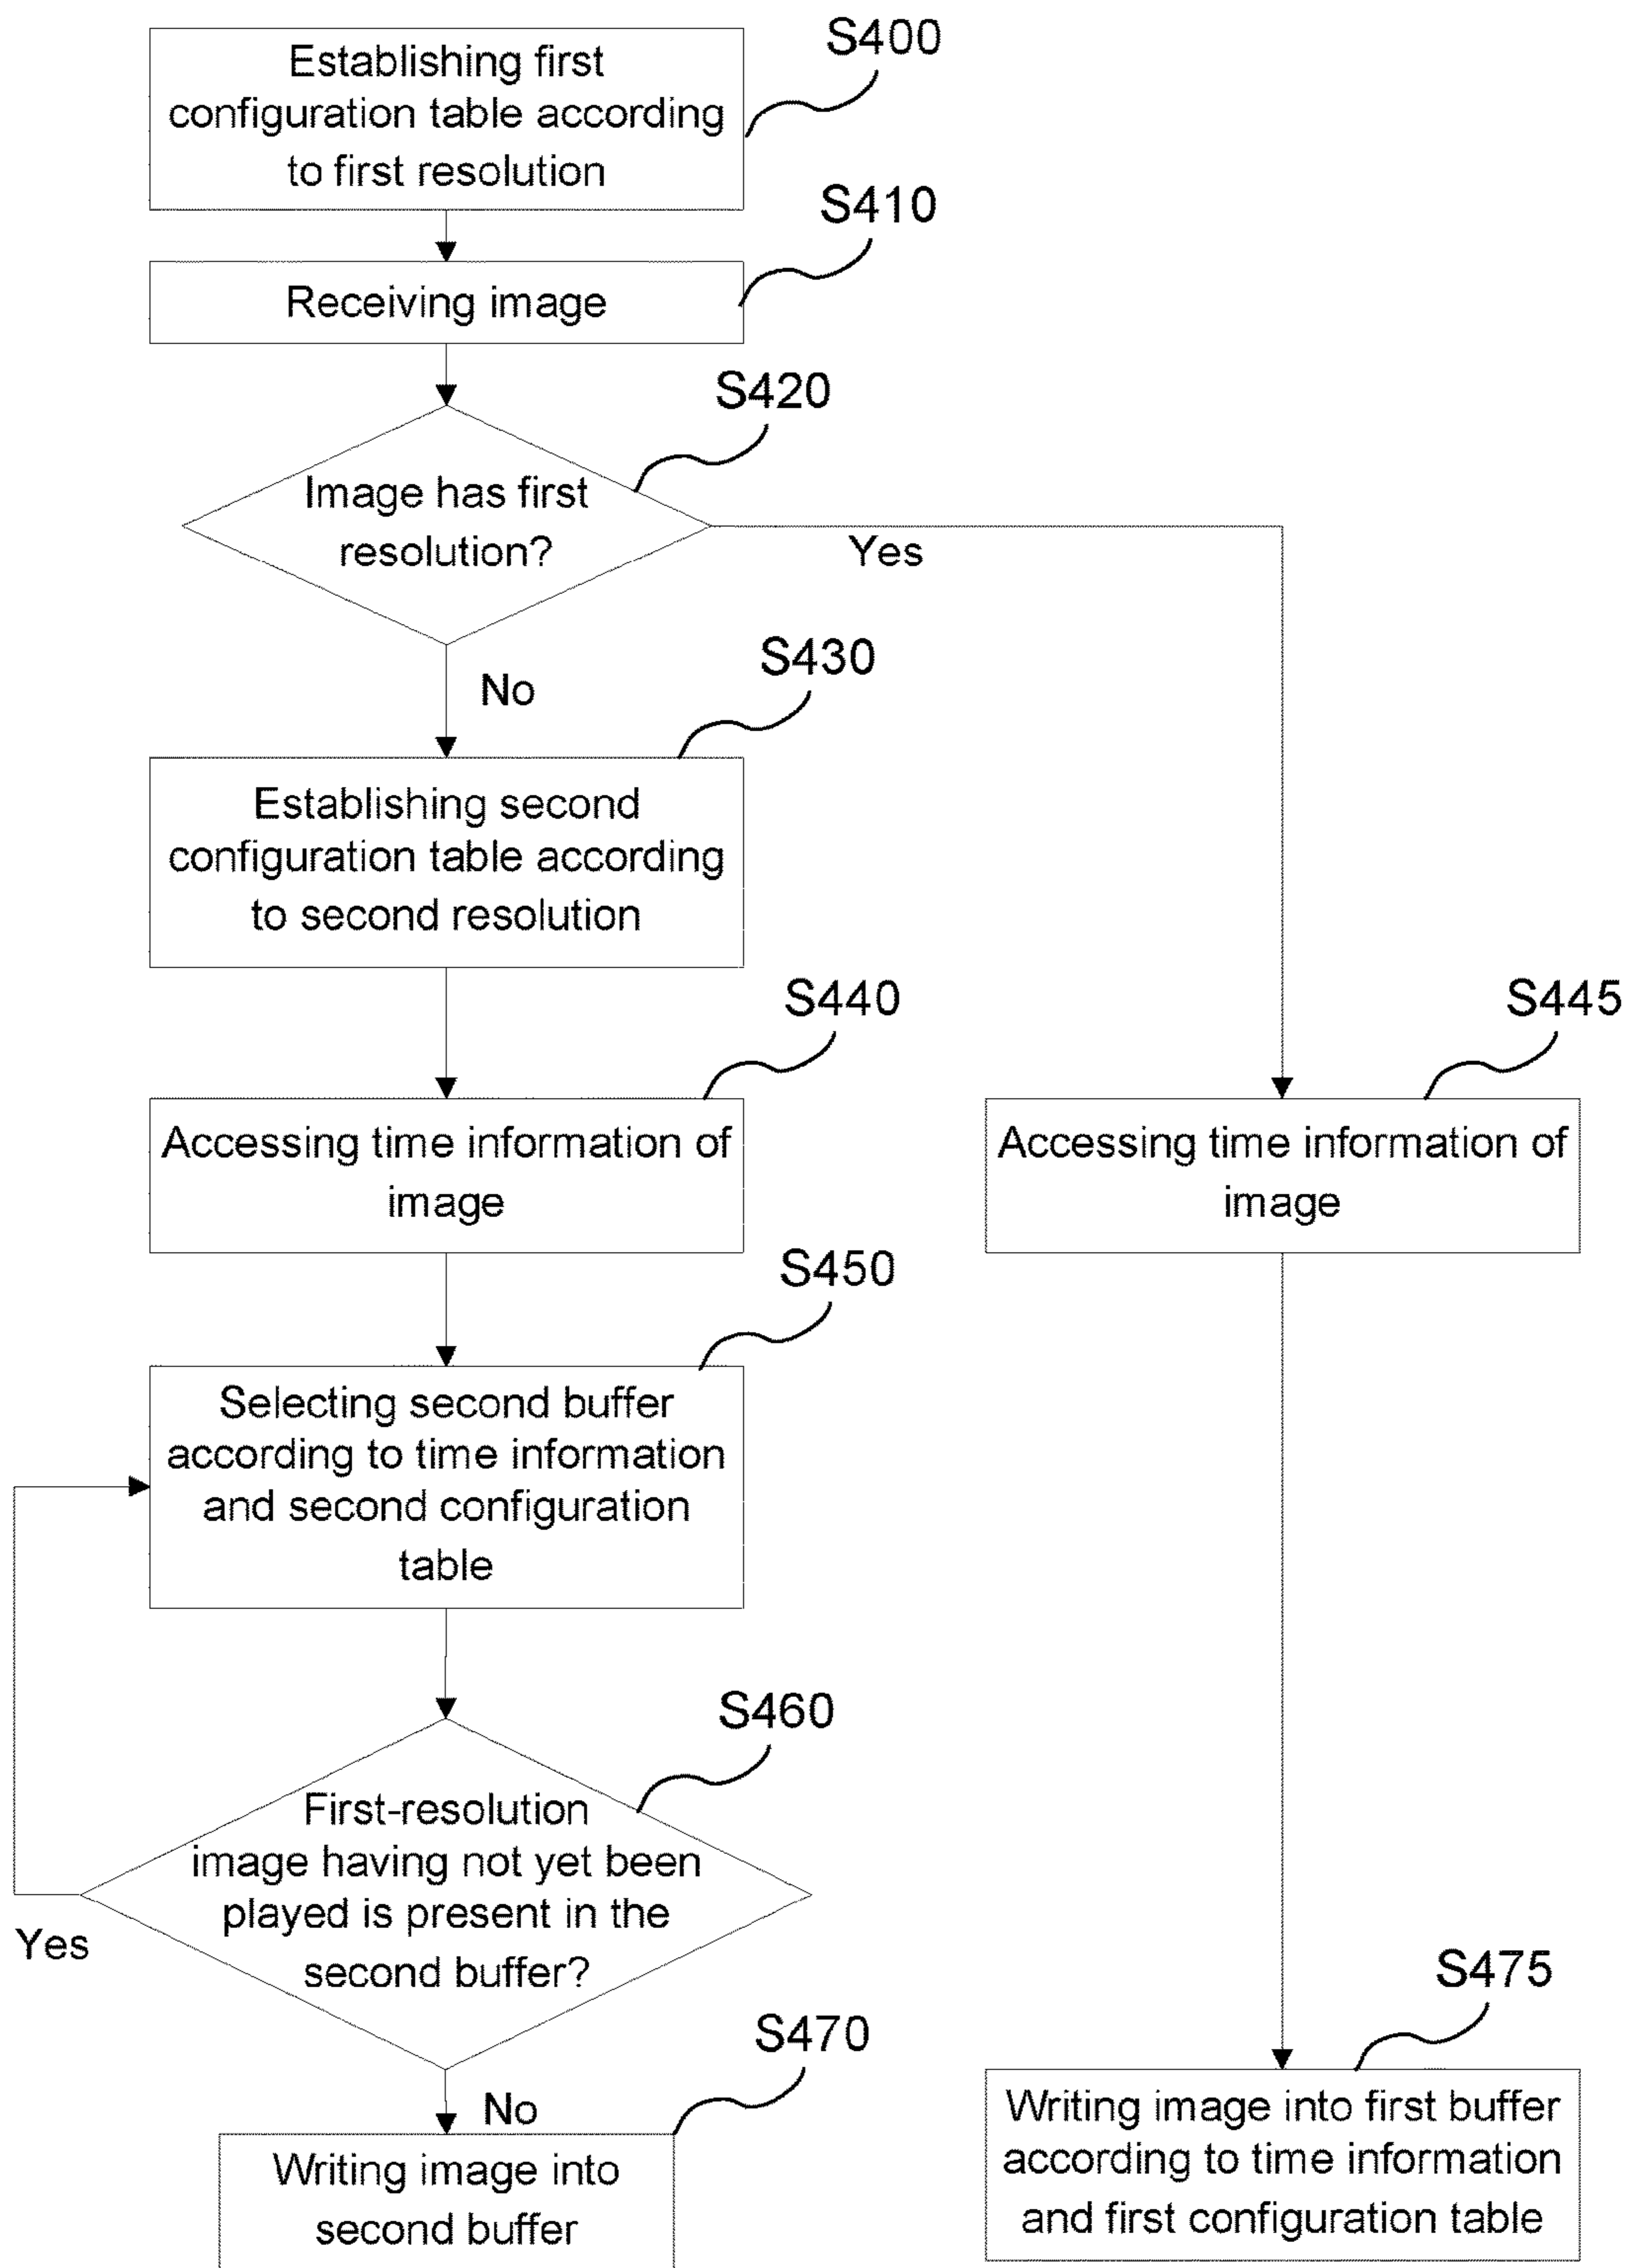 S400
Establishing first
configuration table according
to first resolution
S410
Receiving image
S420
Image has first
resolution?
Yes
No
S430
Establishing second
configuration table according
to second resolution
S440
Accessing time information of
image
S445
Accessing time information of
image
S450
Selecting second buffer
according to time information
and second configuration
table
S460
First-resolution
image having not yet been
played is present in the
second buffer?
Yes
No
S470
Writing image into
second buffer
S475
Writing image into first buffer
according to time information
and first configuration table